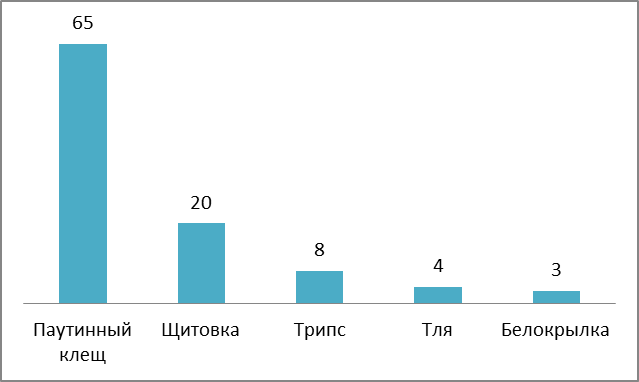 65
20
8
4
3
Паутинный
клещ
Щитовка
Трипс
Тля
Белокрылка